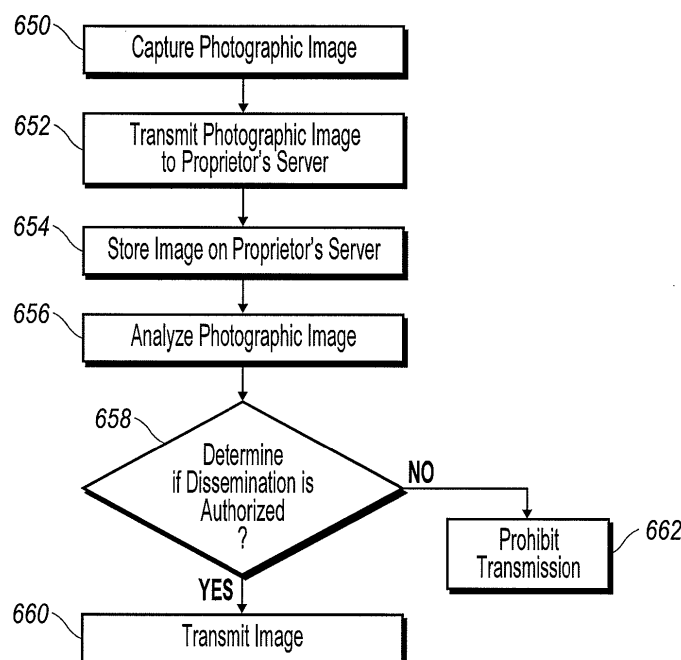 650
Capture Photographic Image
652
Transmit Photographic Image
to Proprietor's Server
654
Store Image on Proprietor's Server
656
Analyze Photographic Image
658
Determine
if Dissemination is
Authorized
?
NO
Prohibit
Transmission
662
YES
660
Transmit Image